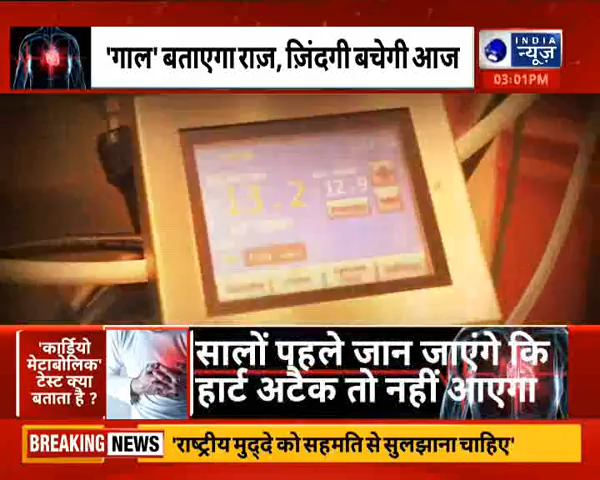 'गाल' बताएगा राज़, ज़िंदगी बचेगी आज
INDIA
न्यूज़
03:01PM
13.2
12.9
'कार्डियो
मेटाबोलिक'
टेस्ट क्या
बताता है ?
सालों पहले जान जाएंगे कि
हार्ट अटैक तो नहीं आएगा
BREAKING NEWS 'राष्ट्रीय मुद्दे को सहमति से सुलझाना चाहिए'